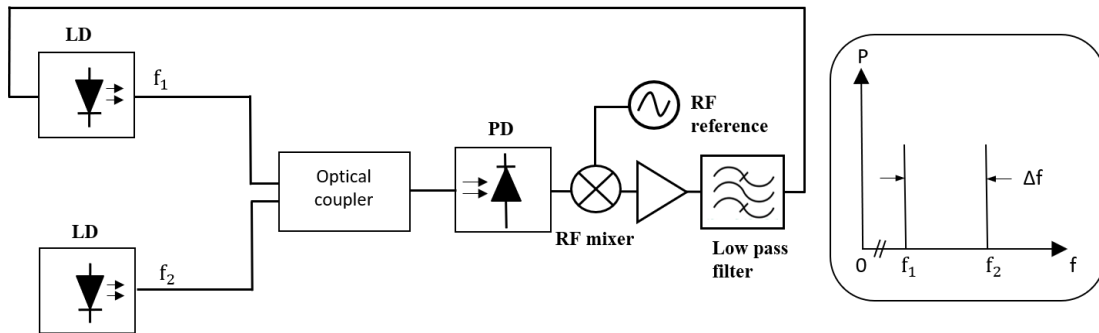 LD
f₁
RF
reference
PD
Optical
coupler
RF mixer
Low pass
filter
LD
f₂
P
Δf
0
f₁
f₂
f